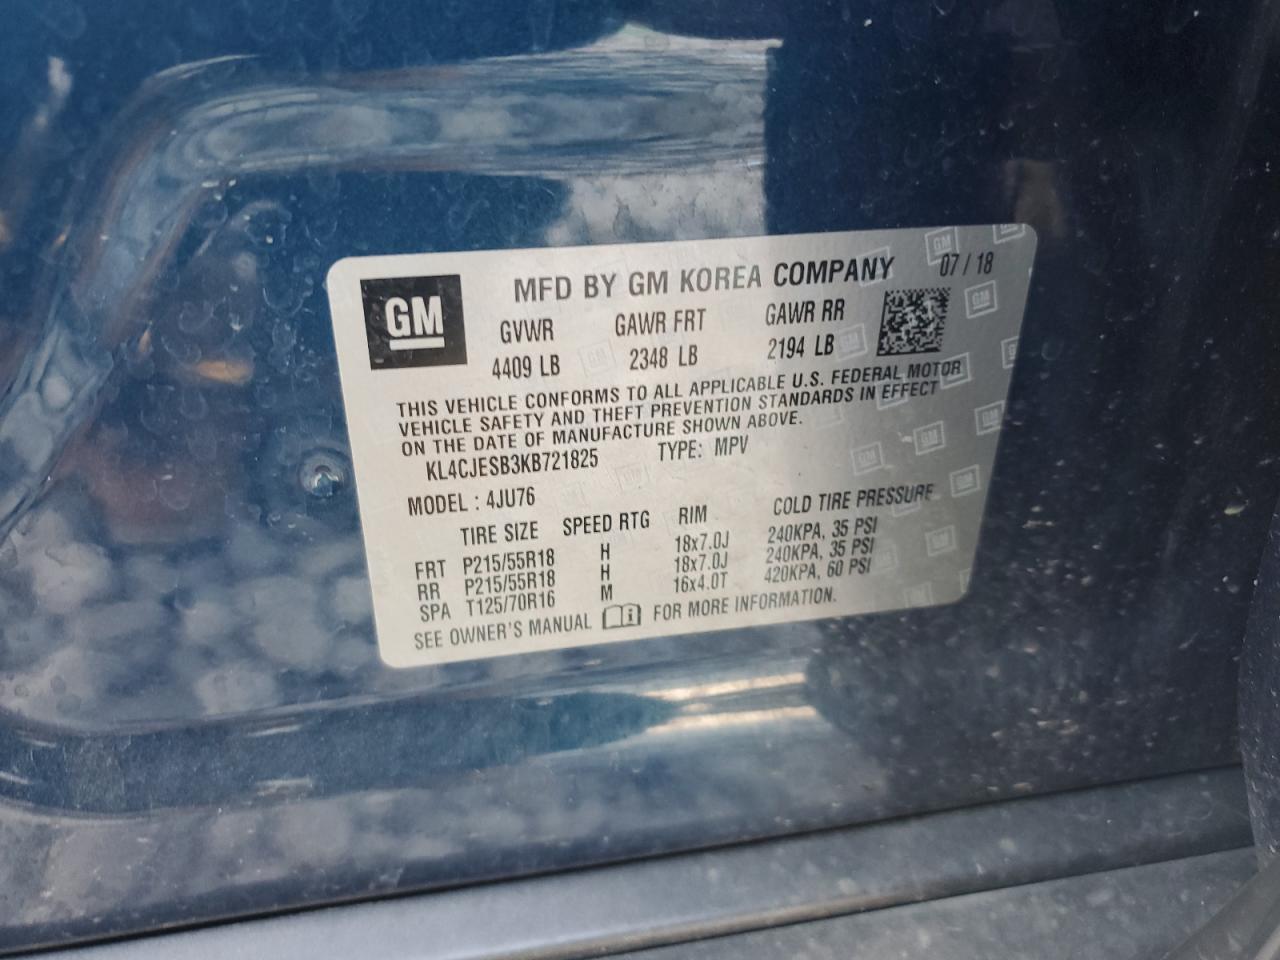 GM
MFD BY GM KOREA COMPANY 07/18
GVWR GAWR FRT GAWR RR
4409 LB 2348 LB 2194 LB
THIS VEHICLE CONFORMS TO ALL APPLICABLE U.S. FEDERAL MOTOR
VEHICLE SAFETY AND THEFT PREVENTION STANDARDS IN EFFECT
ON THE DATE OF MANUFACTURE SHOWN ABOVE.
KL4CJESB3KB721825 TYPE: MPV
MODEL : 4JU76
TIRE SIZE SPEED RTG RIM COLD TIRE PRESSURE
FRT P215/55R18 H 18x7.0J 240KPA, 35 PSI
RR P215/55R18 H 18x7.0J 240KPA, 35 PSI
SPA T125/70R16 M 16x4.0T 420KPA, 60 PSI
SEE OWNER'S MANUAL FOR MORE INFORMATION.